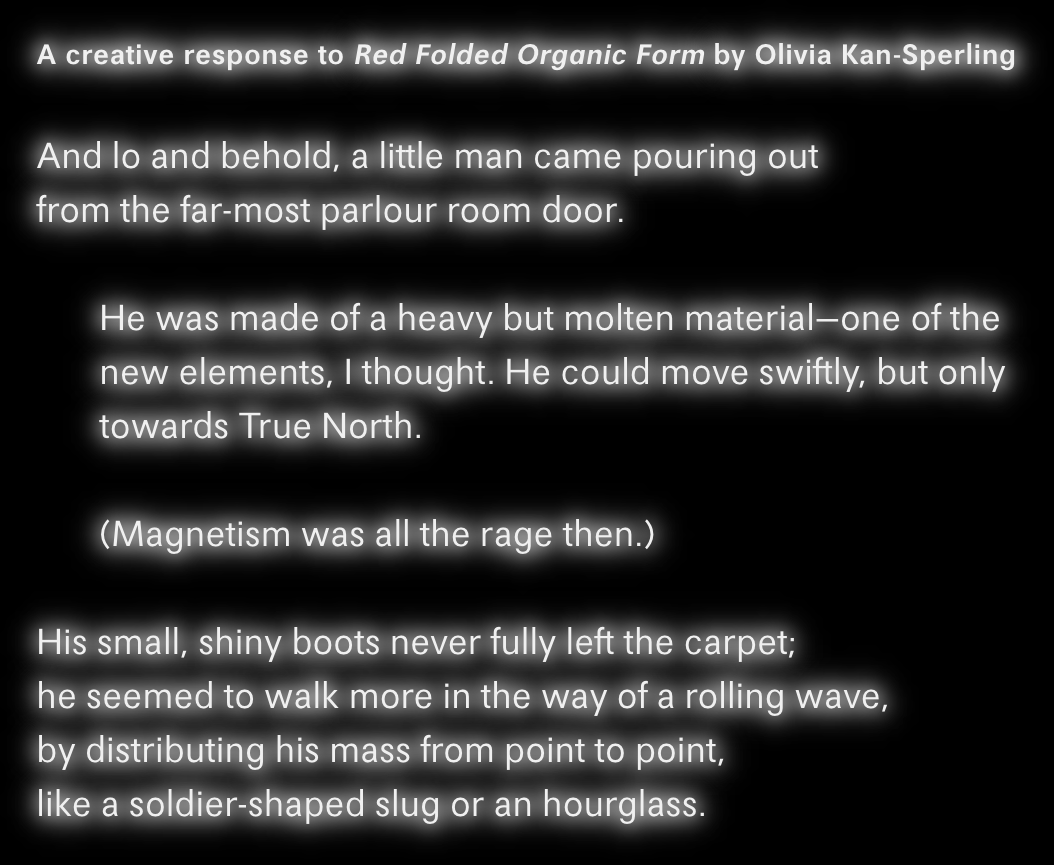 A creative response to Red Folded Organic Form by Olivia Kan-Sperling
And lo and behold, a little man came pouring out
from the far-most parlour room door.
He was made of a heavy but molten material—one of the
new elements, I thought. He could move swiftly, but only
towards True North.
(Magnetism was all the rage then.)
His small, shiny boots never fully left the carpet;
he seemed to walk more in the way of a rolling wave,
by distributing his mass from point to point,
like a soldier-shaped slug or an hourglass.